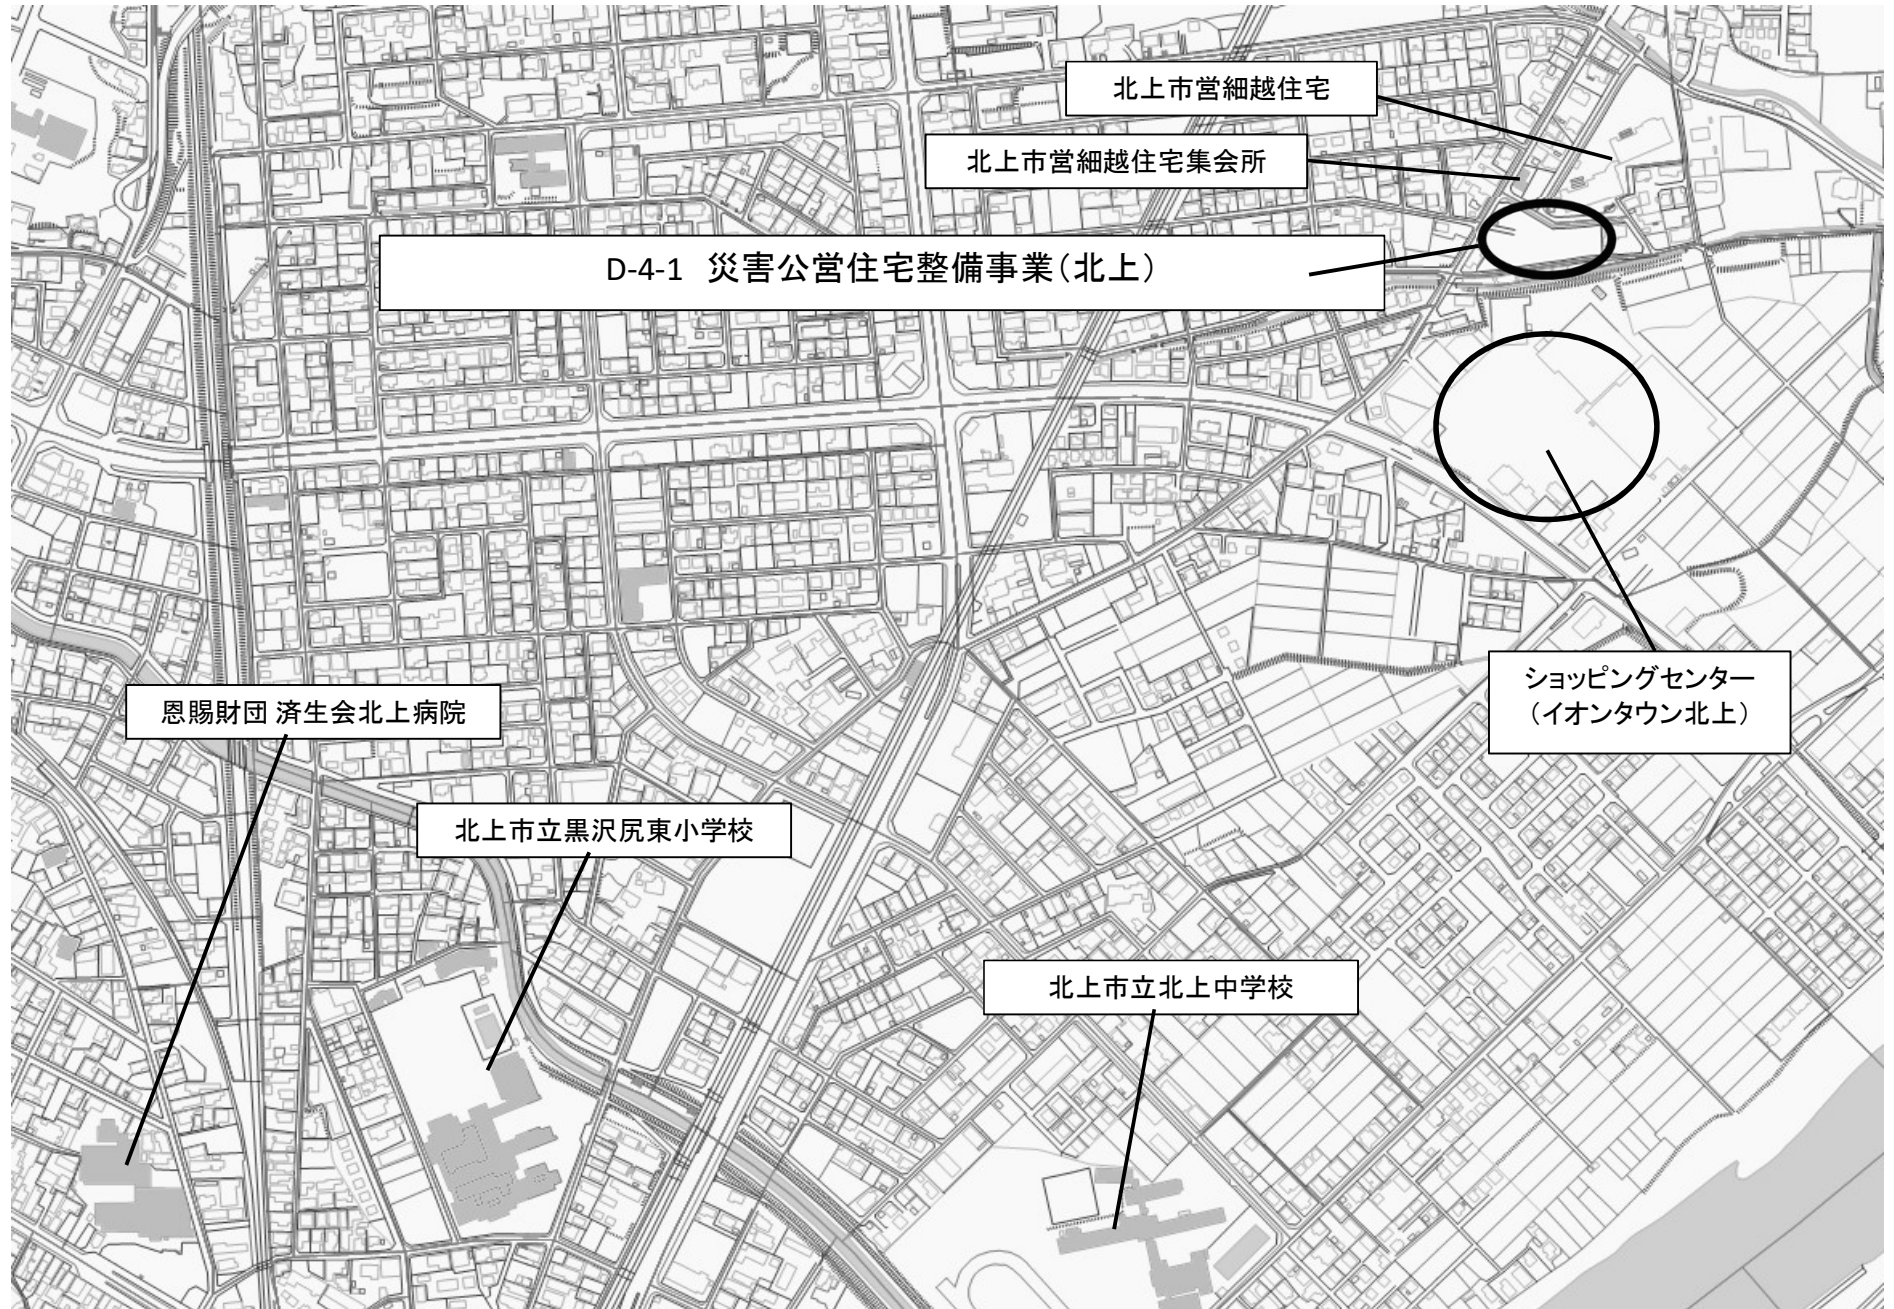 北上市営細越住宅
北上市営細越住宅集会所
D-4-1 災害公営住宅整備事業(北上)
ショッピングセンター
(イオンタウン北上)
恩賜財団 済生会北上病院
北上市立黒沢尻東小学校
北上市立北上中学校